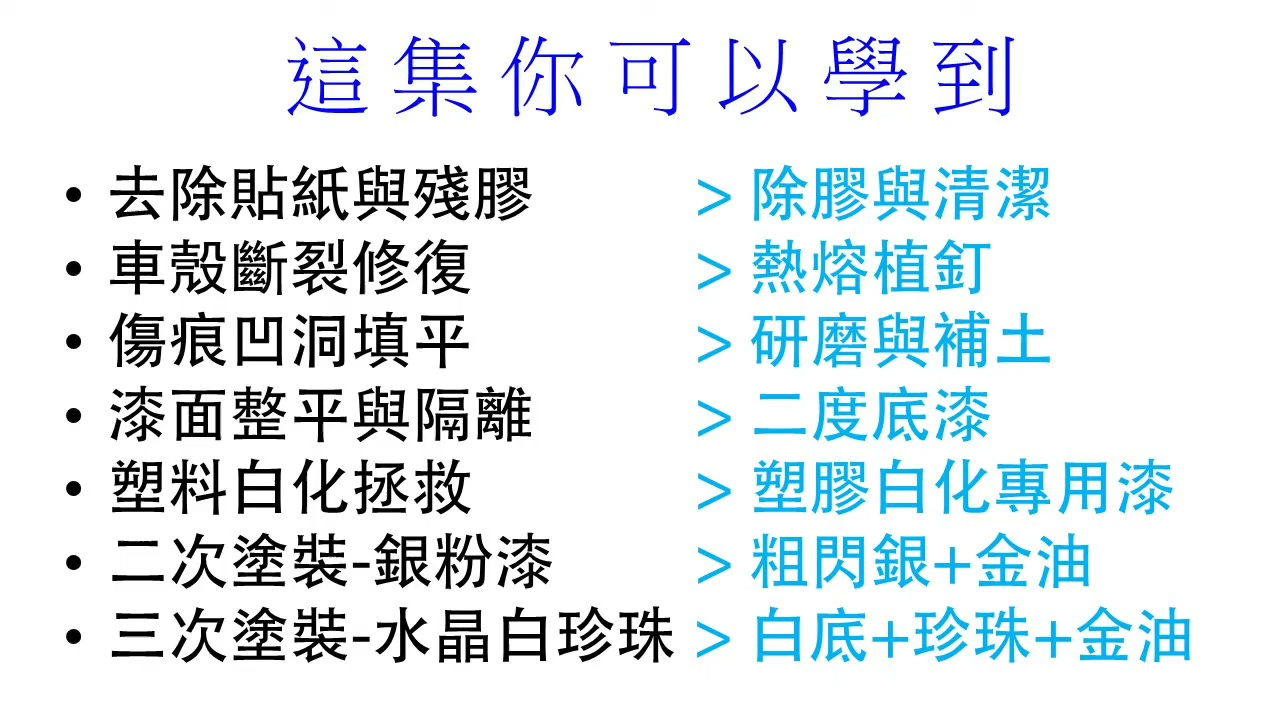 這集你可以學到
• 去除貼紙與殘膠 > 除膠與清潔
• 車殼斷裂修復 > 熱熔植釘
• 傷痕凹洞填平 > 研磨與補土
• 漆面整平與隔離 > 二度底漆
• 塑料白化拯救 > 塑膠白化專用漆
• 二次塗裝-銀粉漆 > 粗閃銀+金油
• 三次塗裝-水晶白珍珠 > 白底+珍珠+金油